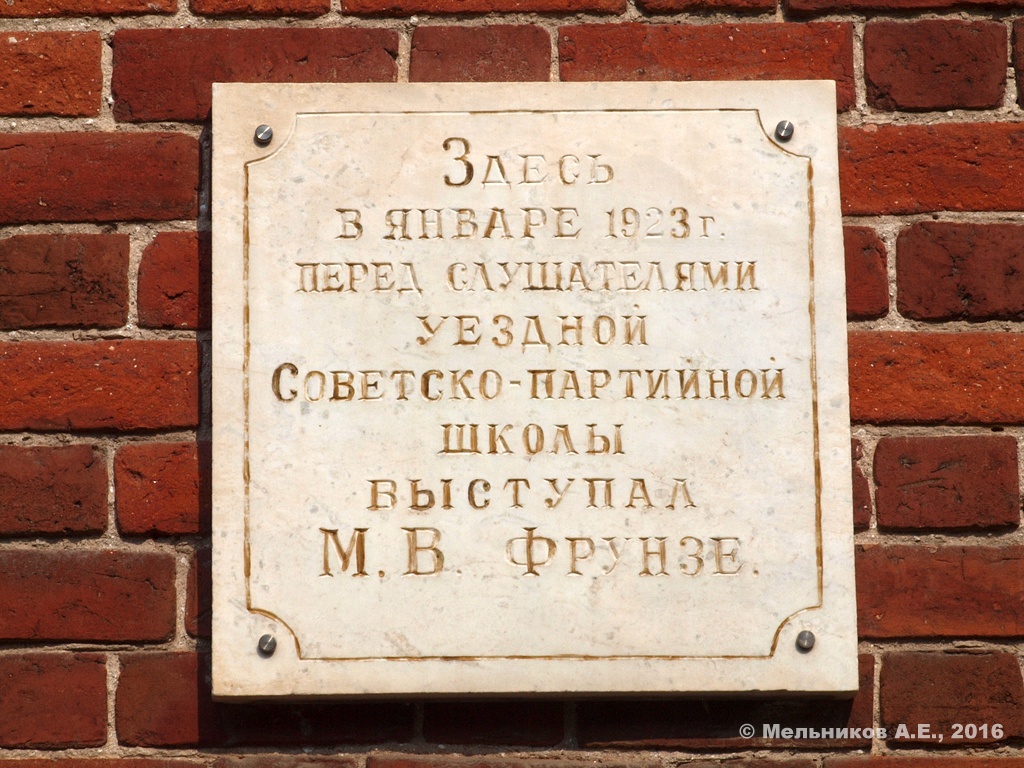 Здесь
в январе 1923 г.
перед слушателями
уездной
Советско-партийной
школы
выступал
М.В. Фрунзе.
© Мельников А.Е., 2016